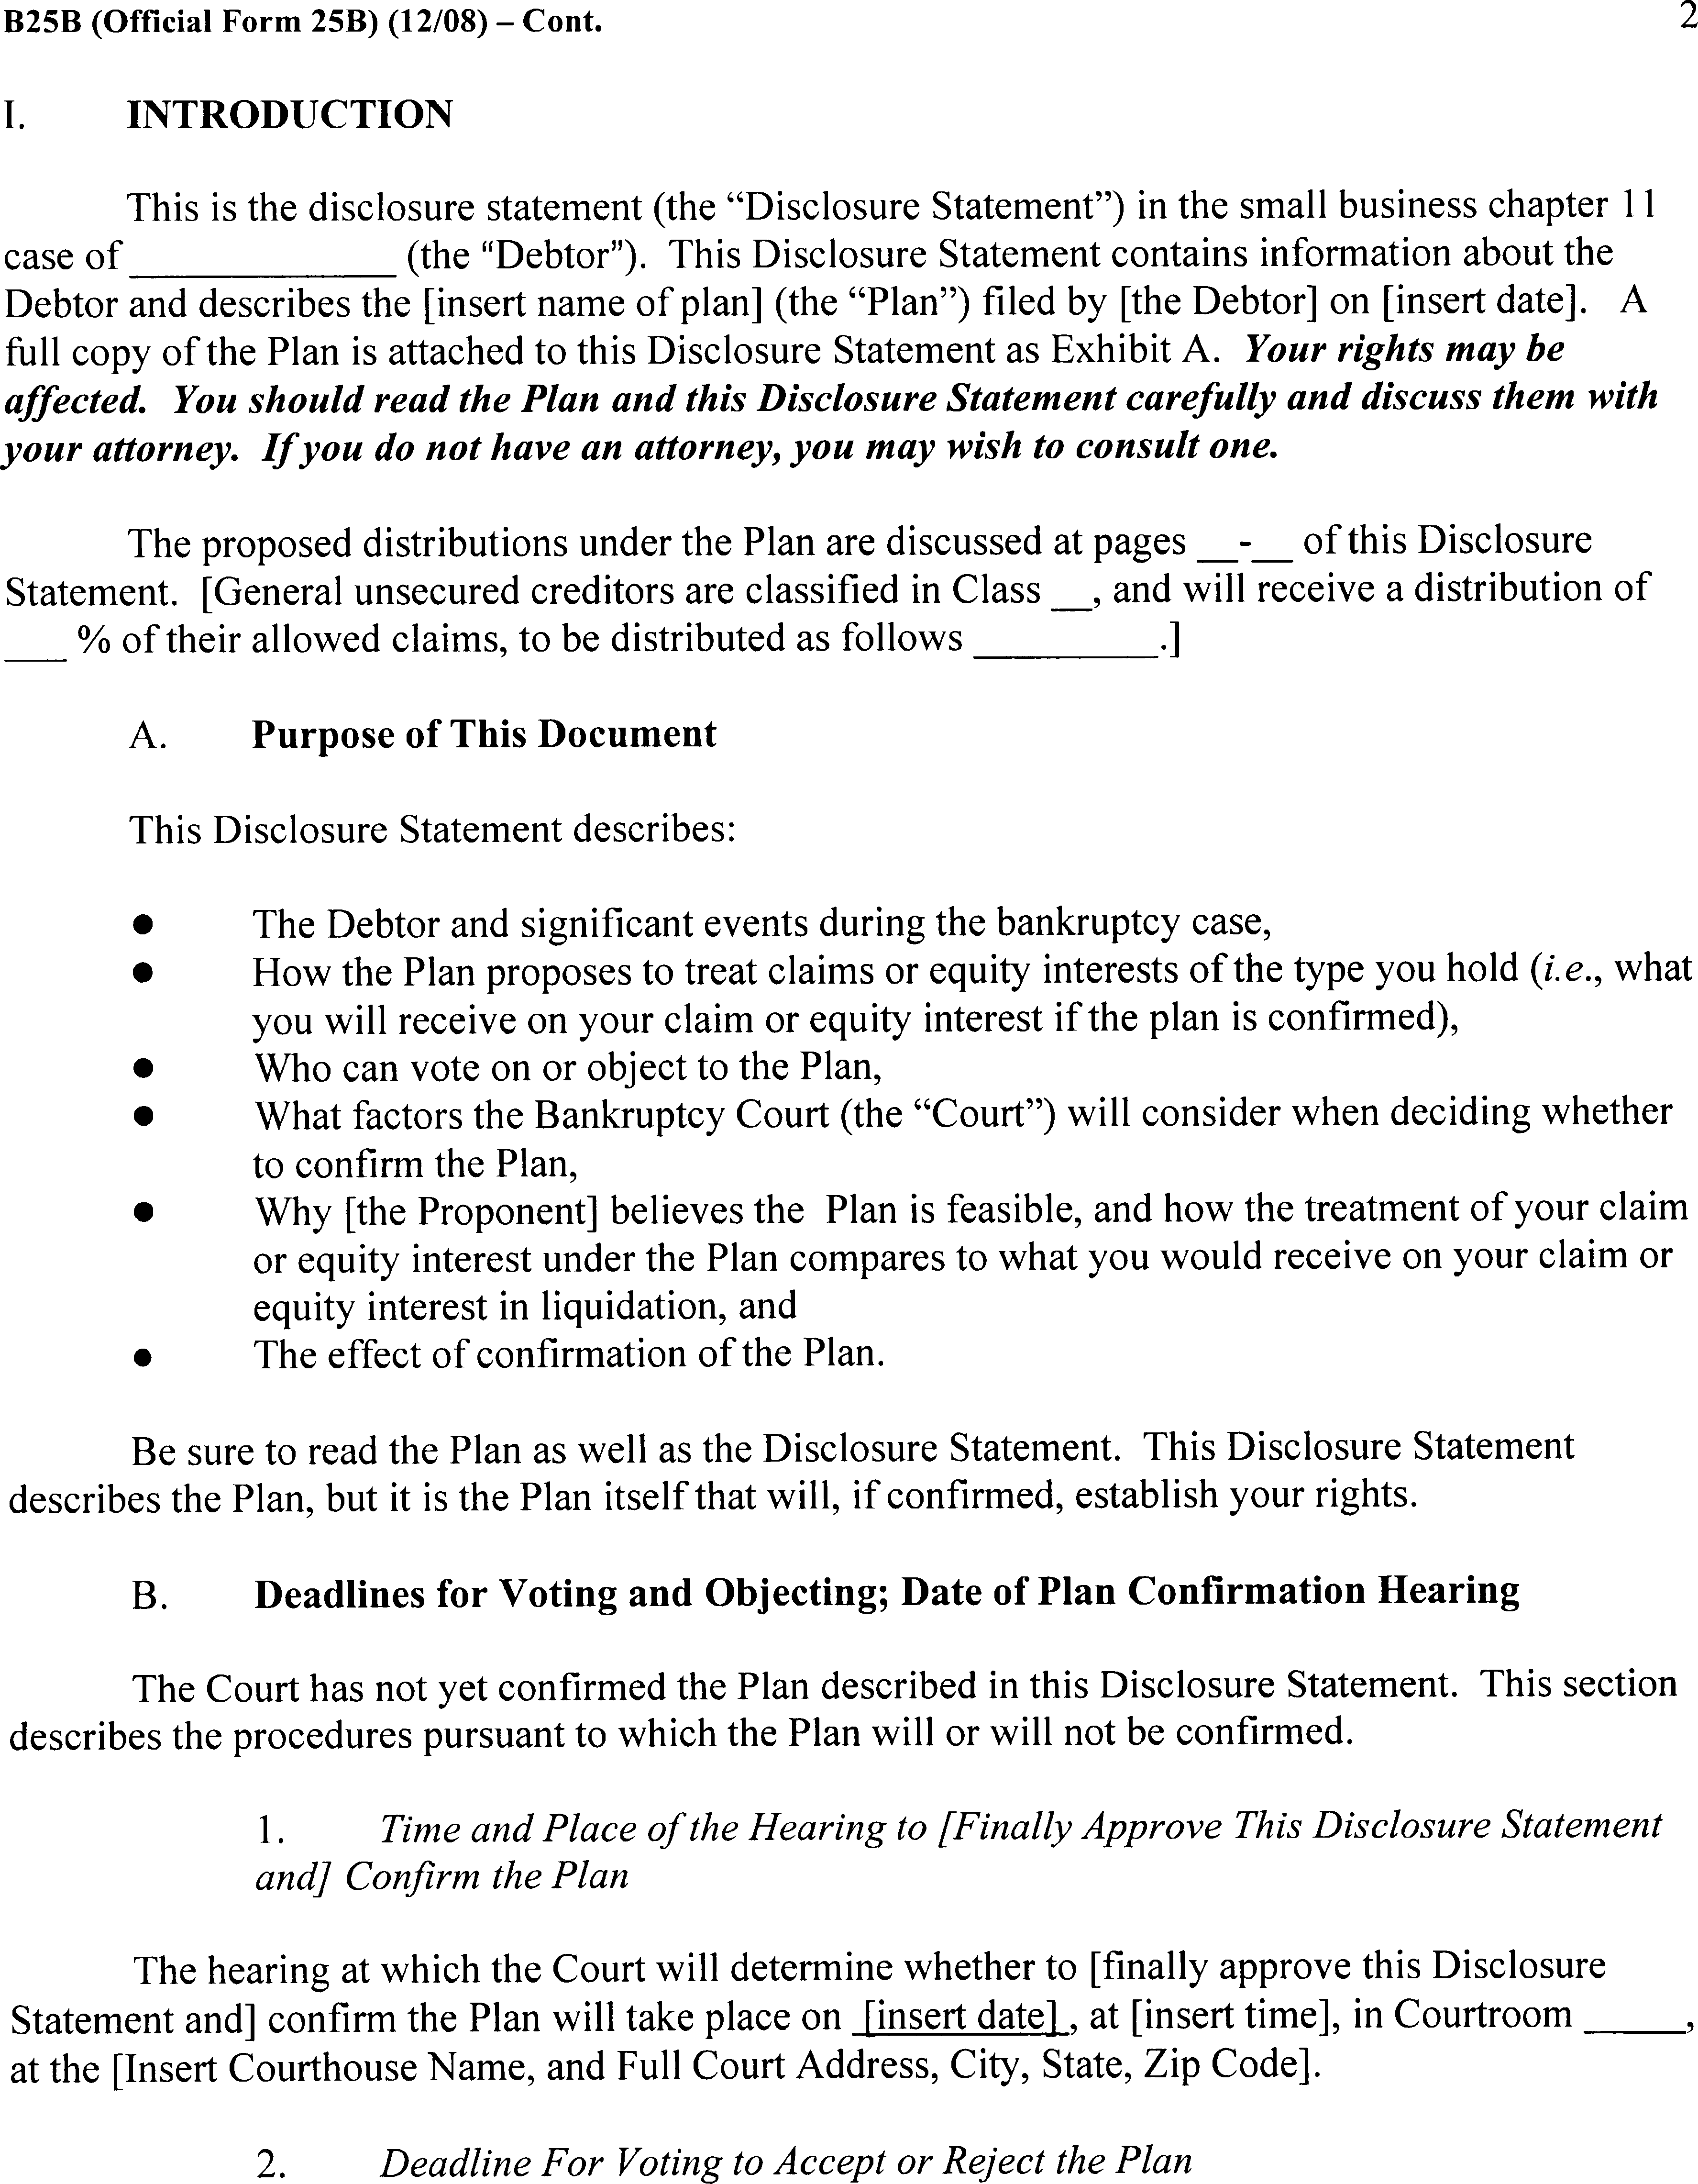 B25B (Official Form 25B) (12/08) – Cont. 2
I. INTRODUCTION
This is the disclosure statement (the “Disclosure Statement”) in the small business chapter 11
case of ______________ (the "Debtor"). This Disclosure Statement contains information about the
Debtor and describes the [insert name of plan] (the “Plan”) filed by [the Debtor] on [insert date]. A
full copy of the Plan is attached to this Disclosure Statement as Exhibit A. Your rights may be
affected. You should read the Plan and this Disclosure Statement carefully and discuss them with
your attorney. If you do not have an attorney, you may wish to consult one.
The proposed distributions under the Plan are discussed at pages __-__ of this Disclosure
Statement. [General unsecured creditors are classified in Class __, and will receive a distribution of
___ % of their allowed claims, to be distributed as follows _________.]
A. Purpose of This Document
This Disclosure Statement describes:
● The Debtor and significant events during the bankruptcy case,
● How the Plan proposes to treat claims or equity interests of the type you hold (i.e., what
you will receive on your claim or equity interest if the plan is confirmed),
● Who can vote on or object to the Plan,
● What factors the Bankruptcy Court (the “Court”) will consider when deciding whether
to confirm the Plan,
● Why [the Proponent] believes the Plan is feasible, and how the treatment of your claim
or equity interest under the Plan compares to what you would receive on your claim or
equity interest in liquidation, and
● The effect of confirmation of the Plan.
Be sure to read the Plan as well as the Disclosure Statement. This Disclosure Statement
describes the Plan, but it is the Plan itself that will, if confirmed, establish your rights.
B. Deadlines for Voting and Objecting; Date of Plan Confirmation Hearing
The Court has not yet confirmed the Plan described in this Disclosure Statement. This section
describes the procedures pursuant to which the Plan will or will not be confirmed.
1. Time and Place of the Hearing to [Finally Approve This Disclosure Statement
and] Confirm the Plan
The hearing at which the Court will determine whether to [finally approve this Disclosure
Statement and] confirm the Plan will take place on [insert date], at [insert time], in Courtroom _____,
at the [Insert Courthouse Name, and Full Court Address, City, State, Zip Code].
2. Deadline For Voting to Accept or Reject the Plan